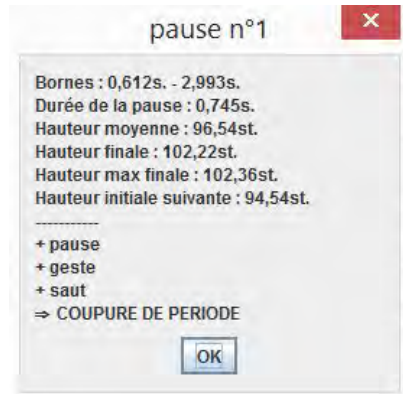 pause n°1
Bornes : 0,612s. - 2,993s.
Durée de la pause : 0,745s.
Hauteur moyenne : 96,54st.
Hauteur finale : 102,22st.
Hauteur max finale : 102,36st.
Hauteur initiale suivante : 94,54st.
-----------
+ pause
+ geste
+ saut
⇒ COUPURE DE PERIODE
OK